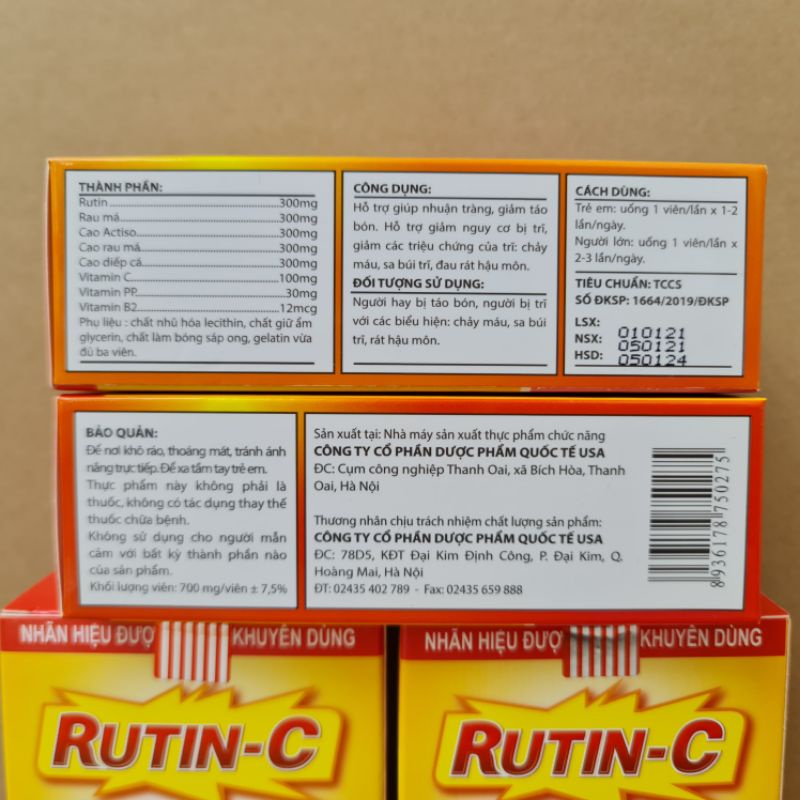 THÀNH PHẦN:
Rutin.....300mg
Rau má.....300mg
Cao Actiso.....300mg
Cao rau má.....300mg
Cao diếp cá.....300mg
Vitamin C.....100mg
Vitamin PP.....30mg
Vitamin B2.....12mcg
Phụ liệu : chất nhũ hóa lecithin, chất giữ ẩm
glycerin, chất làm bóng sáp ong, gelatin vừa
đủ ba viên.
CÔNG DỤNG:
Hỗ trợ giúp nhuận tràng, giảm táo
bón. Hỗ trợ giảm nguy cơ bị trĩ,
giảm các triệu chứng của trĩ: chảy
máu, sa búi trĩ, đau rát hậu môn.
ĐỐI TƯỢNG SỬ DỤNG:
Người hay bị táo bón, người bị trĩ
với các biểu hiện: chảy máu, sa búi
trĩ, rát hậu môn.
CÁCH DÙNG:
Trẻ em: uống 1 viên/lần x 1-2
lần/ngày.
Người lớn: uống 1 viên/lần x
2-3 lần/ngày.
TIÊU CHUẨN: TCCS
SỐ ĐKSP: 1664/2019/ĐKSP
LSX: 010121
NSX: 050121
HSD: 050124
BẢO QUẢN:
Để nơi khô ráo, thoáng mát, tránh ánh
nắng trực tiếp. Để xa tầm tay trẻ em.
Thực phẩm này không phải là
thuốc, không có tác dụng thay thế
thuốc chữa bệnh.
Không sử dụng cho người mẫn
cảm với bất kỳ thành phần nào
của sản phẩm.
Khối lượng viên: 700 mg/viên ± 7,5%
Sản xuất tại: Nhà máy sản xuất thực phẩm chức năng
CÔNG TY CỔ PHẦN DƯỢC PHẨM QUỐC TẾ USA
ĐC: Cụm công nghiệp Thanh Oai, xã Bích Hòa, Thanh
Oai, Hà Nội
Thương nhân chịu trách nhiệm chất lượng sản phẩm:
CÔNG TY CỔ PHẦN DƯỢC PHẨM QUỐC TẾ USA
ĐC: 78D5, KĐT Đại Kim Định Công, P. Đại Kim, Q.
Hoàng Mai, Hà Nội
ĐT: 02435 402 789 - Fax: 02435 659 888
8936178750275
NHÃN HIỆU ĐƯỢ KHUYÊN DÙNG
RUTIN-C
NHÃN HIỆU ĐƯỢ KHUYÊN DÙNG
RUTIN-C